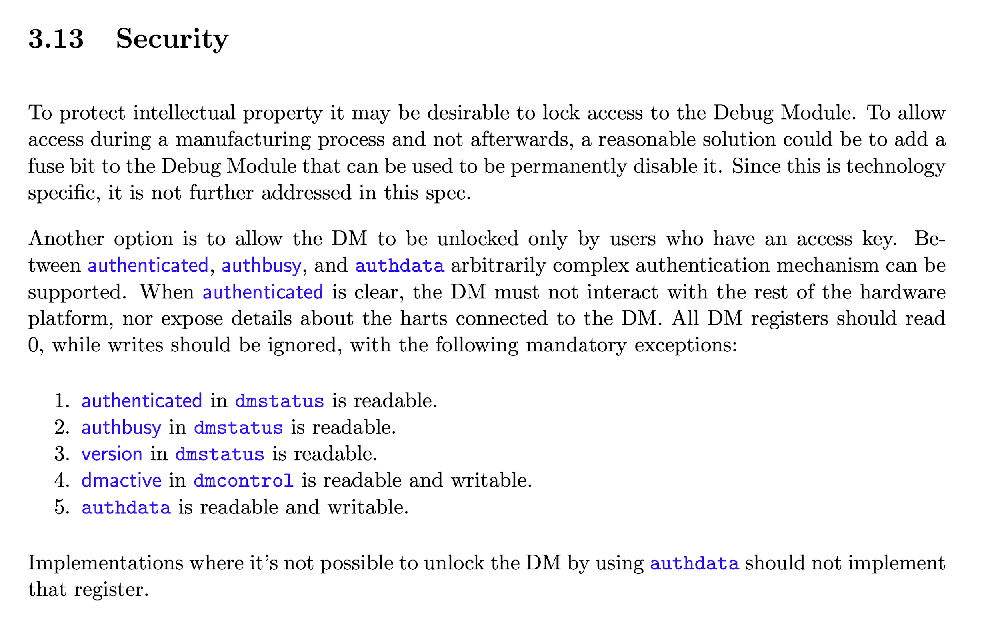 3.13 Security
To protect intellectual property it may be desirable to lock access to the Debug Module. To allow
access during a manufacturing process and not afterwards, a reasonable solution could be to add a
fuse bit to the Debug Module that can be used to be permanently disable it. Since this is technology
specific, it is not further addressed in this spec.
Another option is to allow the DM to be unlocked only by users who have an access key. Be-
tween authenticated, authbusy, and authdata arbitrarily complex authentication mechanism can be
supported. When authenticated is clear, the DM must not interact with the rest of the hardware
platform, nor expose details about the harts connected to the DM. All DM registers should read
0, while writes should be ignored, with the following mandatory exceptions:
1. authenticated in dmstatus is readable.
2. authbusy in dmstatus is readable.
3. version in dmstatus is readable.
4. dmactive in dmcontrol is readable and writable.
5. authdata is readable and writable.
Implementations where it's not possible to unlock the DM by using authdata should not implement
that register.